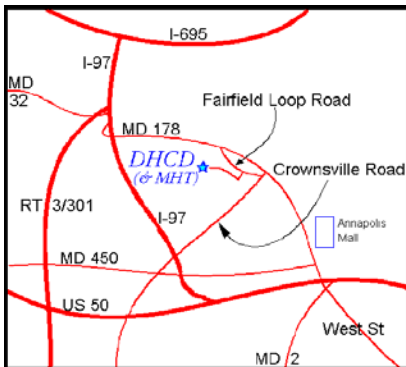 I-695
I-97
MD
32
Fairfield Loop Road
MD 178
DHCD
(& MHT)
Crownsville Road
RT. 3/301
I-97
Annapolis
Mall
MD 450
US 50
West St
MD 2